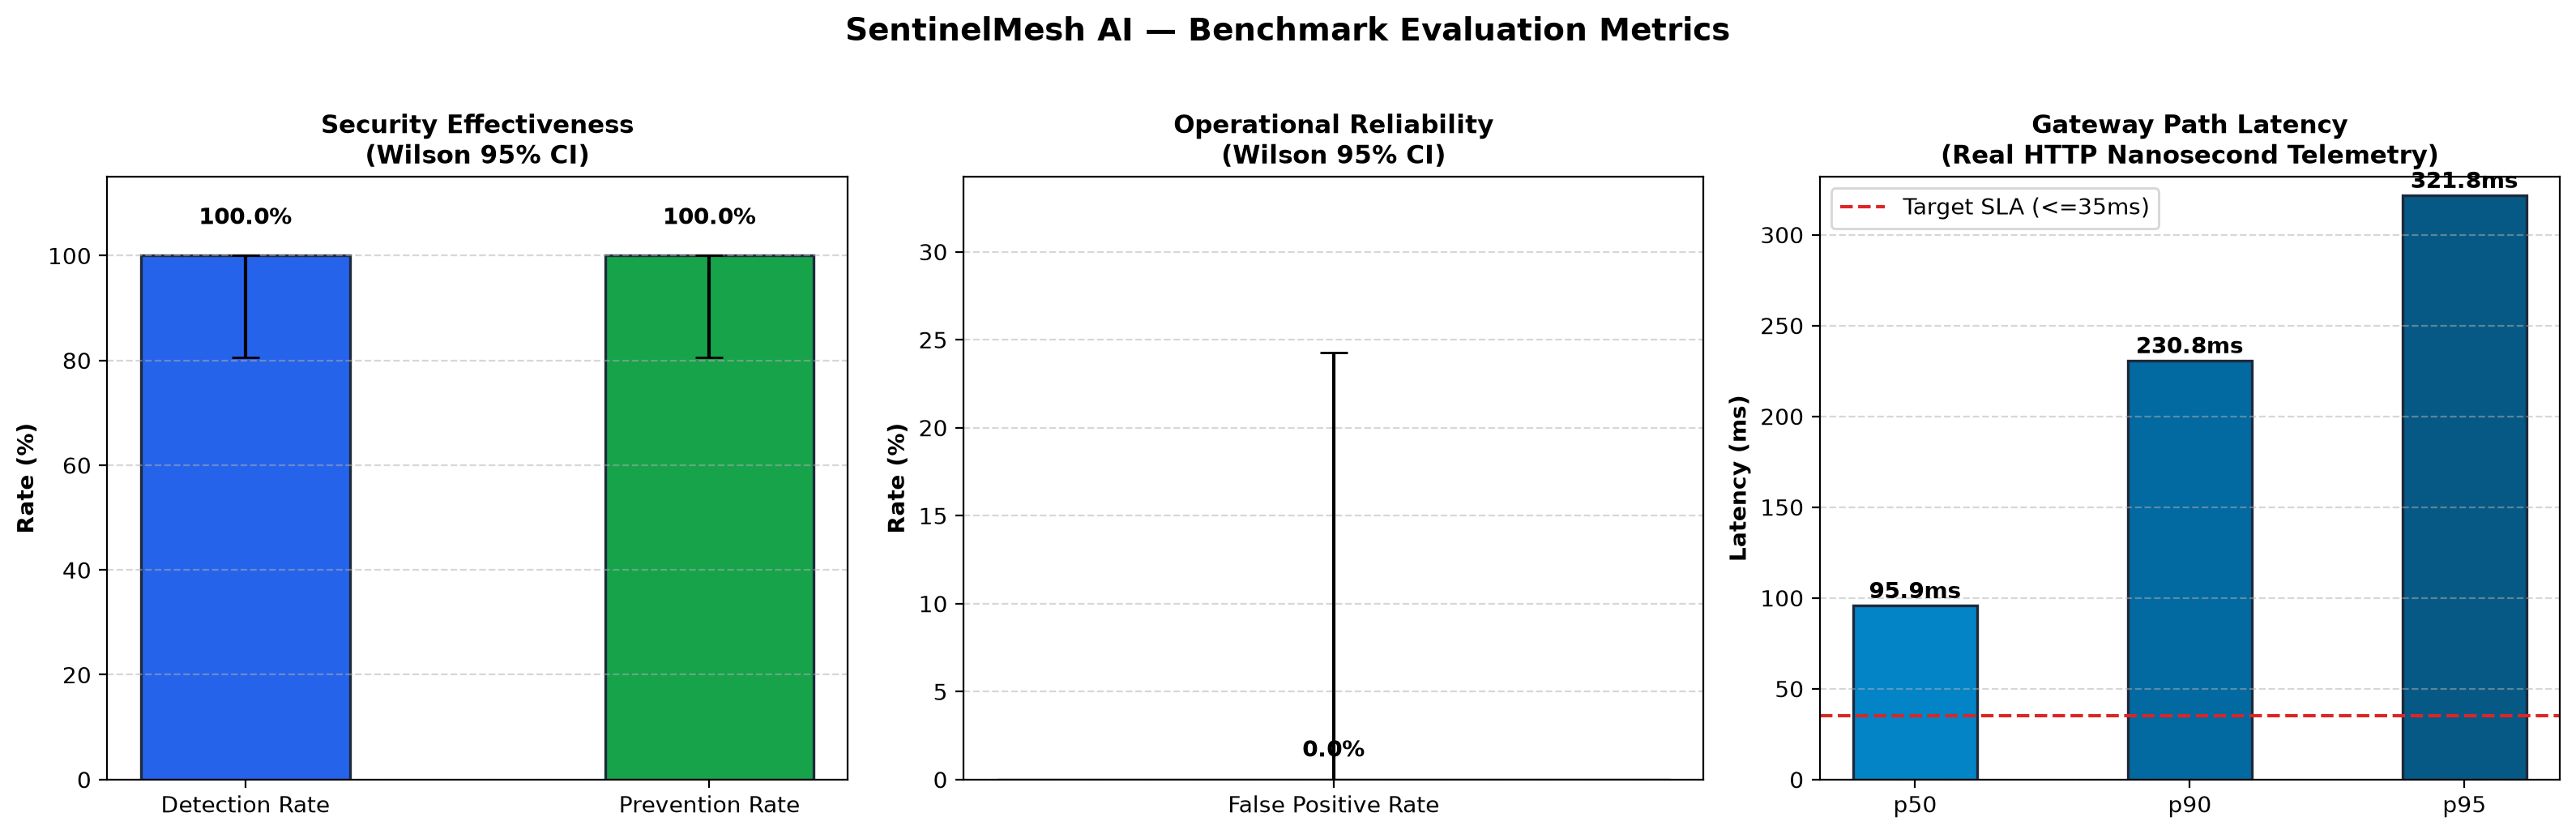 SentinelMesh AI — Benchmark Evaluation Metrics
Security Effectiveness
(Wilson 95% CI)
Rate (%)
100
80
60
40
20
0
100.0%
100.0%
Detection Rate
Prevention Rate
Operational Reliability
(Wilson 95% CI)
Rate (%)
30
25
20
15
10
5
0
0.0%
False Positive Rate
Gateway Path Latency
(Real HTTP Nanosecond Telemetry)
Target SLA (<=35ms)
Latency (ms)
300
250
200
150
100
50
0
95.9ms
230.8ms
321.8ms
p50
p90
p95